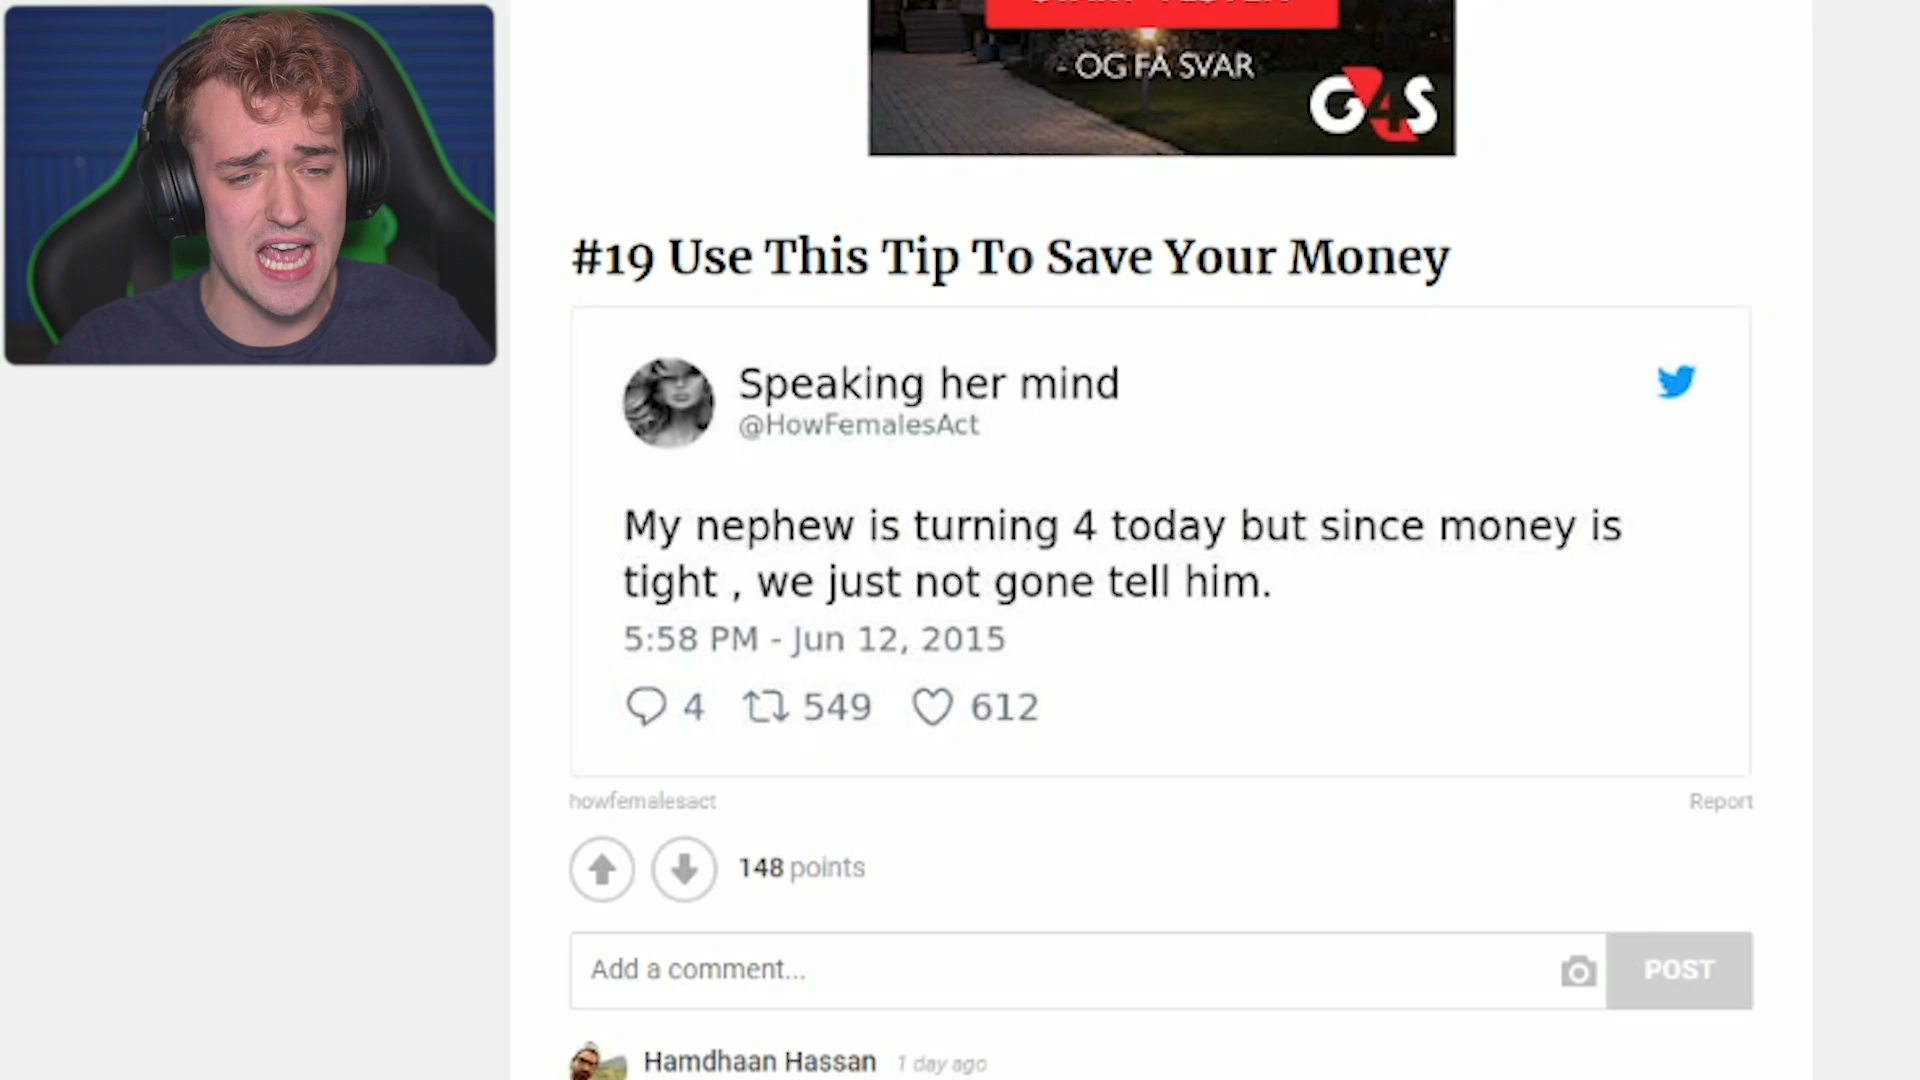 - OG FÅ SVAR
G4S
#19 Use This Tip To Save Your Money
Speaking her mind
@HowFemalesAct
My nephew is turning 4 today but since money is
tight , we just not gone tell him.
5:58 PM - Jun 12, 2015
4 549 612
howfemalesact
Report
148 points
Add a comment...
POST
Hamdhaan Hassan 1 day ago